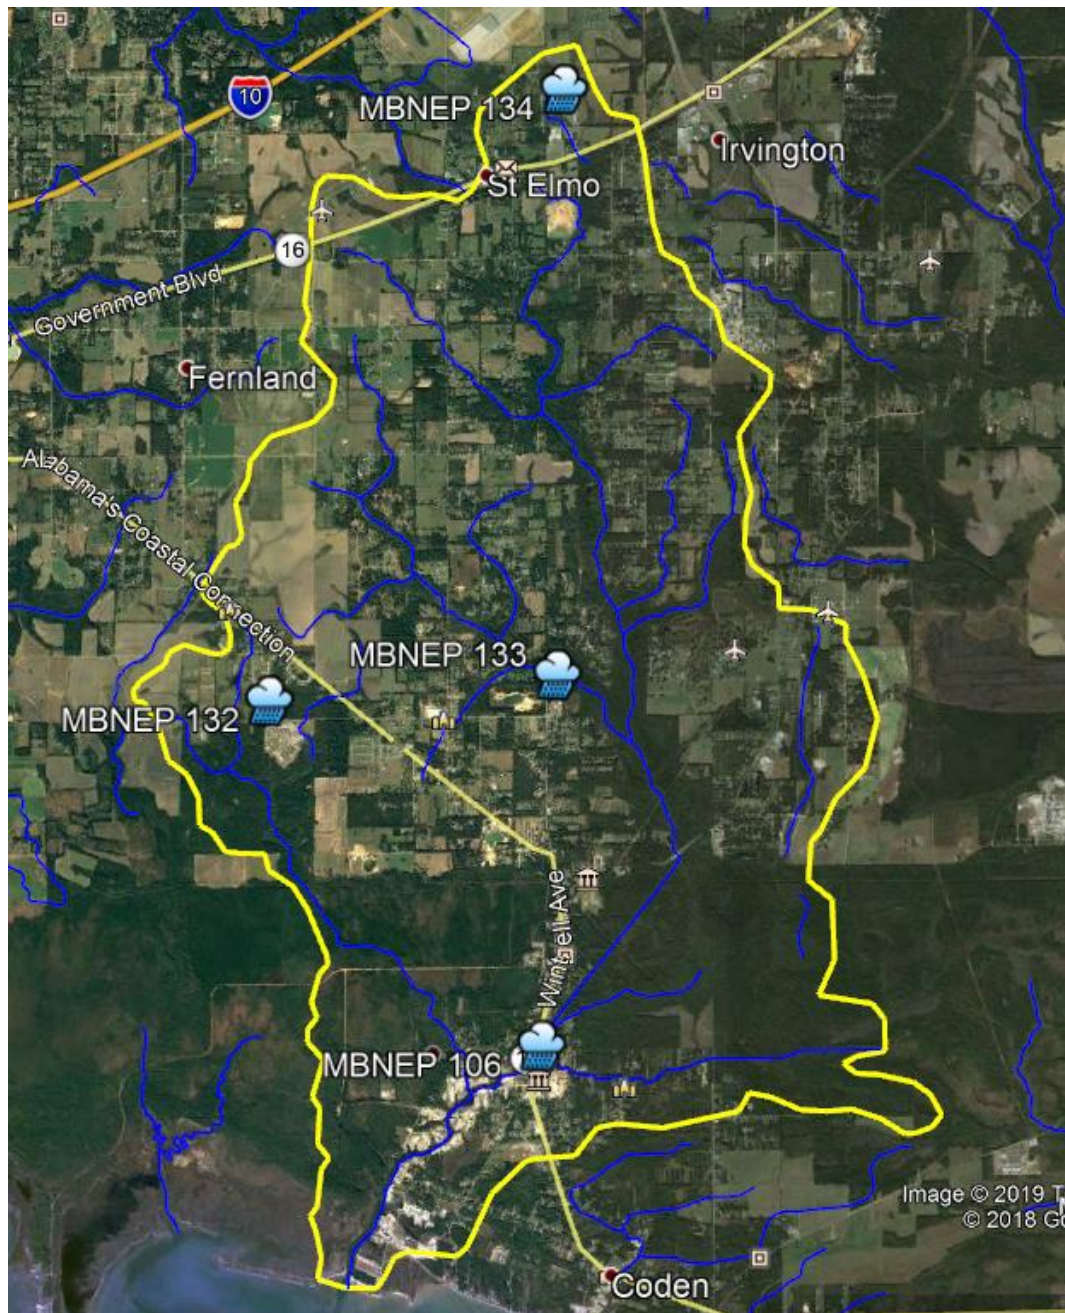 10
MBNEP 134
Irvington
St Elmo
16
Government Blvd
Fernland
Alabama's Coastal Connection
MBNEP 133
MBNEP 132
Ave
MBNEP 106
Image © 2019
© 2018
Coden